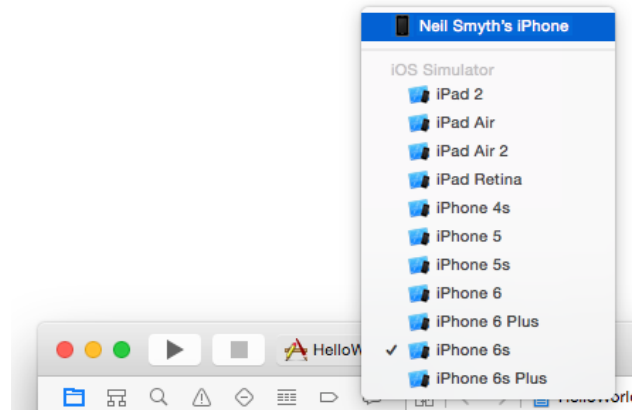 Neil Smyth's iPhone
iOS Simulator
iPad 2
iPad Air
iPad Air 2
iPad Retina
iPhone 4s
iPhone 5
iPhone 5s
iPhone 6
iPhone 6 Plus
HelloW
✓ iPhone 6s
iPhone 6s Plus
HelloWorld